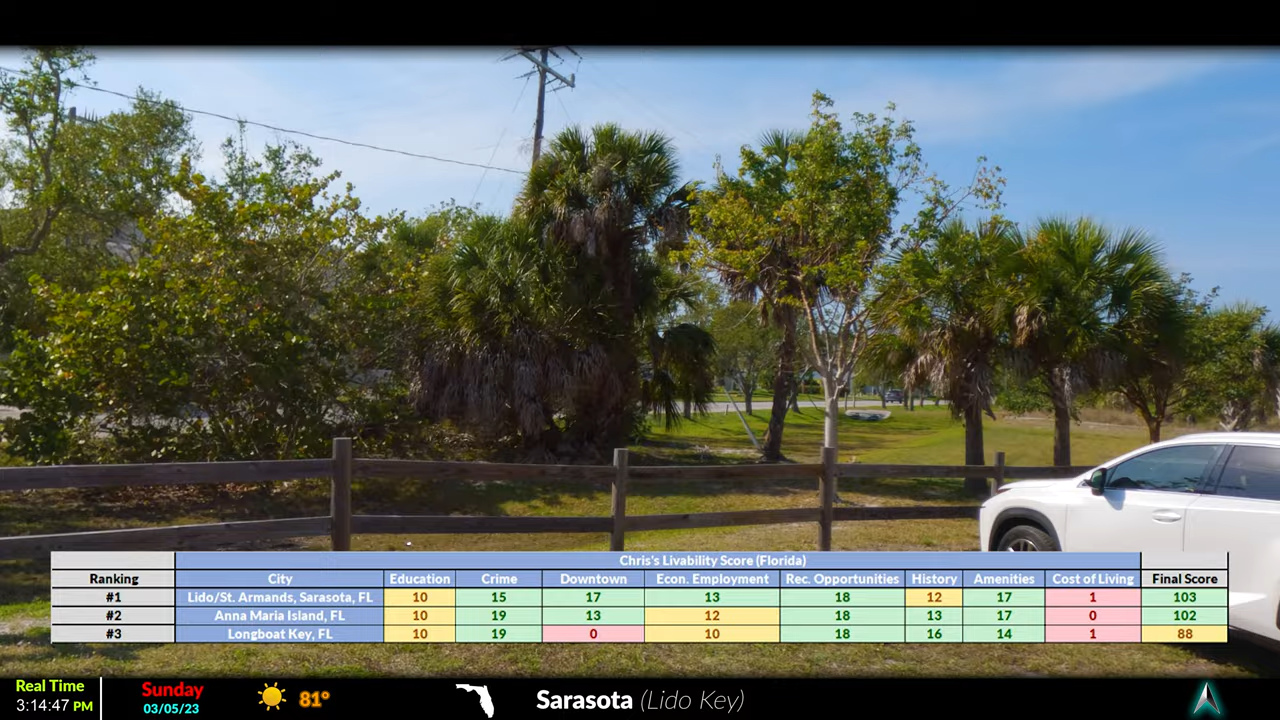 Chris's Livability Score (Florida)
Ranking City Education Crime Downtown Econ. Employment Rec. Opportunities History Amenities Cost of Living Final Score
#1 Lido/St. Armands, Sarasota, FL 10 15 17 13 18 12 17 1 103
#2 Anna Maria Island, FL 10 19 13 12 18 13 17 0 102
#3 Longboat Key, FL 10 19 0 10 18 16 14 1 88
Real Time
3:14:47 PM
Sunday
03/05/23
81°
Sarasota (Lido Key)